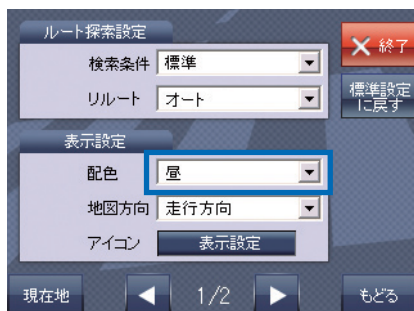 ルート探索設定
× 終了
検索条件 標準
リルート オート
標準設定
に戻す
表示設定
配色 昼
地図方向 走行方向
アイコン 表示設定
現在地 1/2 もどる